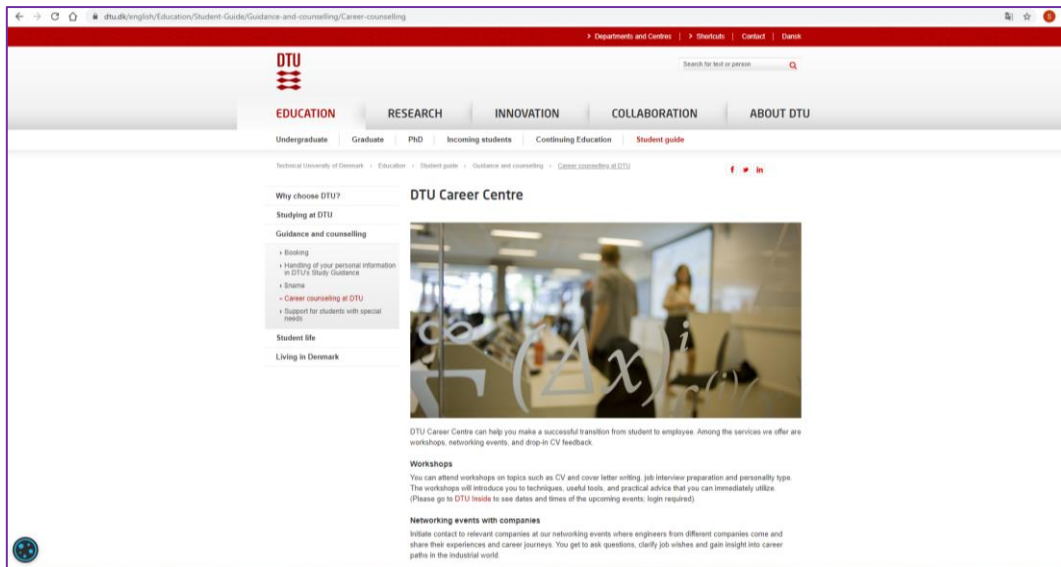 dtu.dk/english/Education/Student-Guide/Guidance-and-counselling/Career-counselling
> Departments and Centres | > Shortcuts | Contact | Dansk
DTU
Search for text or person
EDUCATION RESEARCH INNOVATION COLLABORATION ABOUT DTU
Undergraduate Graduate PhD Incoming students Continuing Education Student guide
Technical University of Denmark › Education › Student guide › Guidance and counselling › Career counselling at DTU
Why choose DTU?
Studying at DTU
Guidance and counselling
› Booking
› Handling of your personal information
in DTU's Study Guidance
› Career counselling at DTU
› Support for students with special
needs
Student life
Living in Denmark
DTU Career Centre
(Δx)ⁱ
DTU Career Centre can help you make a successful transition from student to employee. Among the services we offer are
workshops, networking events, and drop-in CV feedback.
Workshops
You can attend workshops on topics such as CV and cover letter writing, job interview preparation and personality type.
The workshops will introduce you to techniques, useful tools, and practical advice that you can immediately utilize.
(Please go to DTU Inside to see dates and times of the upcoming events; login required).
Networking events with companies
Initiate contact to relevant companies at our networking events where engineers from different companies come and
share their experiences and career journeys. You get to ask questions, clarify job wishes and gain insight into career
paths in the industrial world.